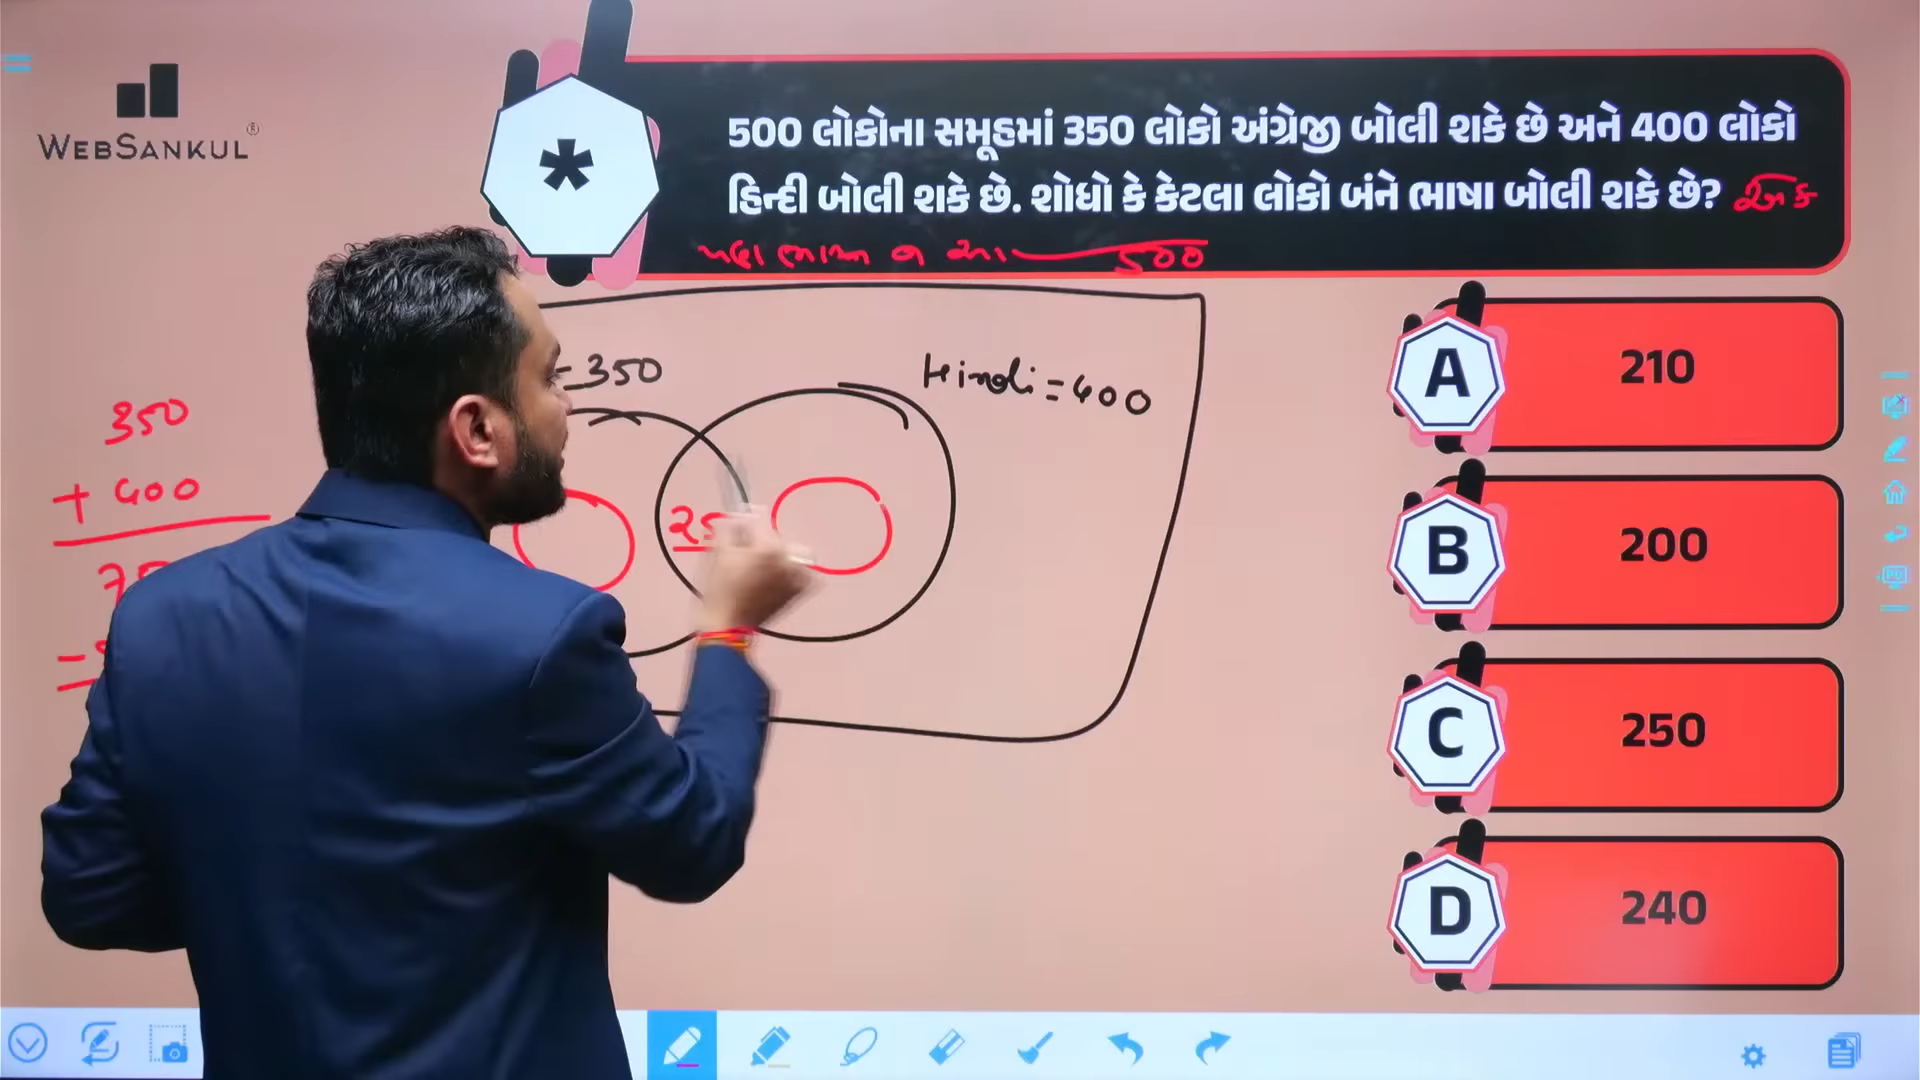 WEBSANKUL®
*
500 લોકોના સમૂહમાં 350 લોકો અંગ્રેજી બોલી શકે છે અને 400 લોકો
હિન્દી બોલી શકે છે. શોધો કે કેટલા લોકો બંને ભાષા બોલી શકે છે?
500
=350
Hindi=400
350
+ 400
25
A 210
B 200
C 250
D 240